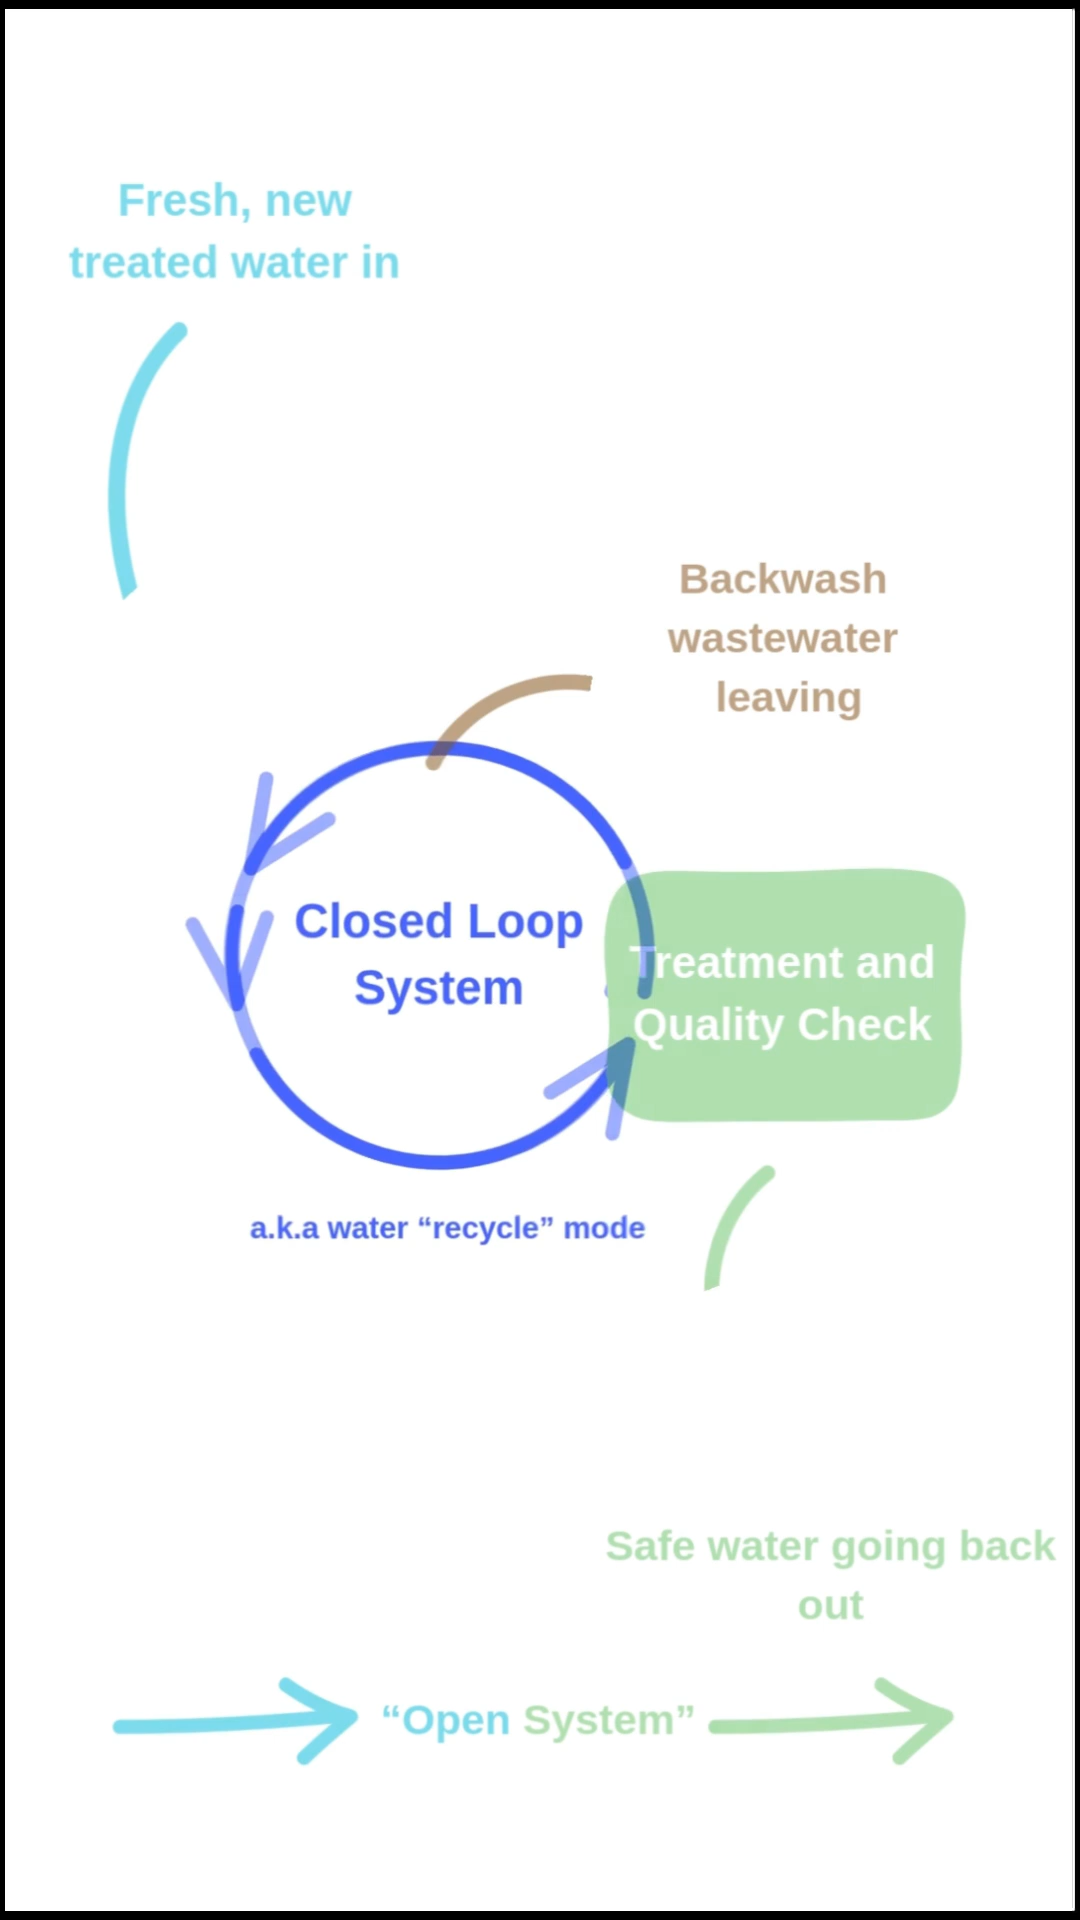 Fresh, new
treated water in
Backwash
wastewater
leaving
Closed Loop
System
Treatment and
Quality Check
a.k.a water “recycle” mode
Safe water going back
out
“Open System”